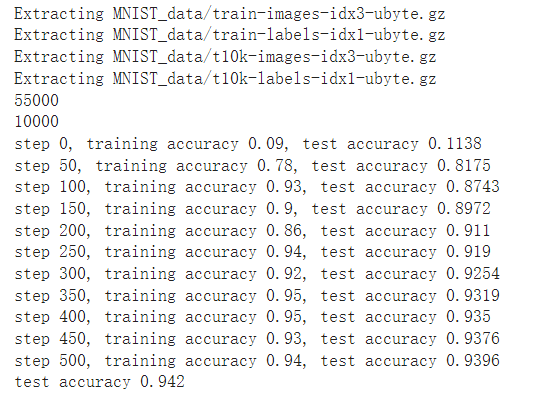 Extracting MNIST_data/train-images-idx3-ubyte.gz
Extracting MNIST_data/train-labels-idx1-ubyte.gz
Extracting MNIST_data/t10k-images-idx3-ubyte.gz
Extracting MNIST_data/t10k-labels-idx1-ubyte.gz
55000
10000
step 0, training accuracy 0.09, test accuracy 0.1138
step 50, training accuracy 0.78, test accuracy 0.8175
step 100, training accuracy 0.93, test accuracy 0.8743
step 150, training accuracy 0.9, test accuracy 0.8972
step 200, training accuracy 0.86, test accuracy 0.911
step 250, training accuracy 0.94, test accuracy 0.919
step 300, training accuracy 0.92, test accuracy 0.9254
step 350, training accuracy 0.95, test accuracy 0.9319
step 400, training accuracy 0.95, test accuracy 0.935
step 450, training accuracy 0.93, test accuracy 0.9376
step 500, training accuracy 0.94, test accuracy 0.9396
test accuracy 0.942